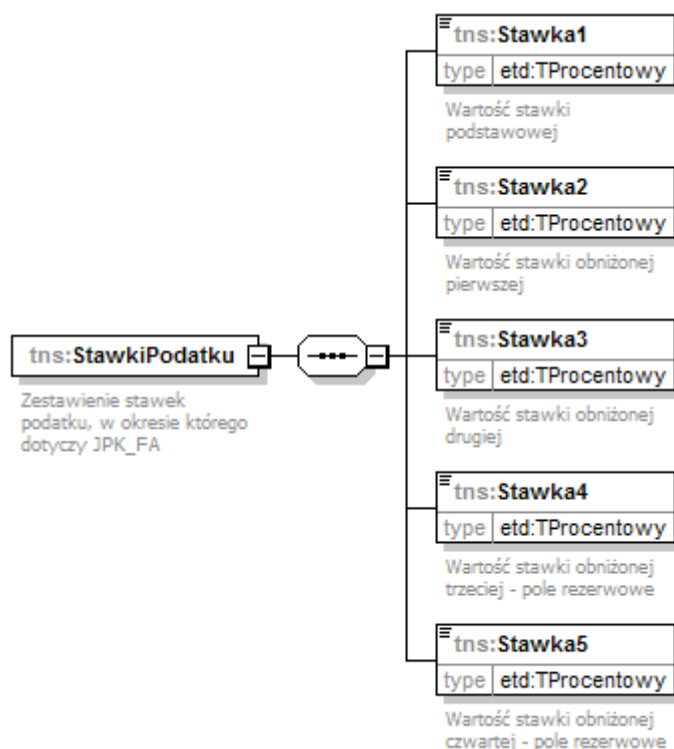 tns:Stawka1
type etd:TProcentowy
Wartość stawki
podstawowej
tns:Stawka2
type etd:TProcentowy
Wartość stawki obniżonej
pierwszej
tns:StawkiPodatku
Zestawienie stawek
podatku, w okresie którego
dotyczy JPK_FA
tns:Stawka3
type etd:TProcentowy
Wartość stawki obniżonej
drugiej
tns:Stawka4
type etd:TProcentowy
Wartość stawki obniżonej
trzeciej - pole rezerwowe
tns:Stawka5
type etd:TProcentowy
Wartość stawki obniżonej
czwartej - pole rezerwowe